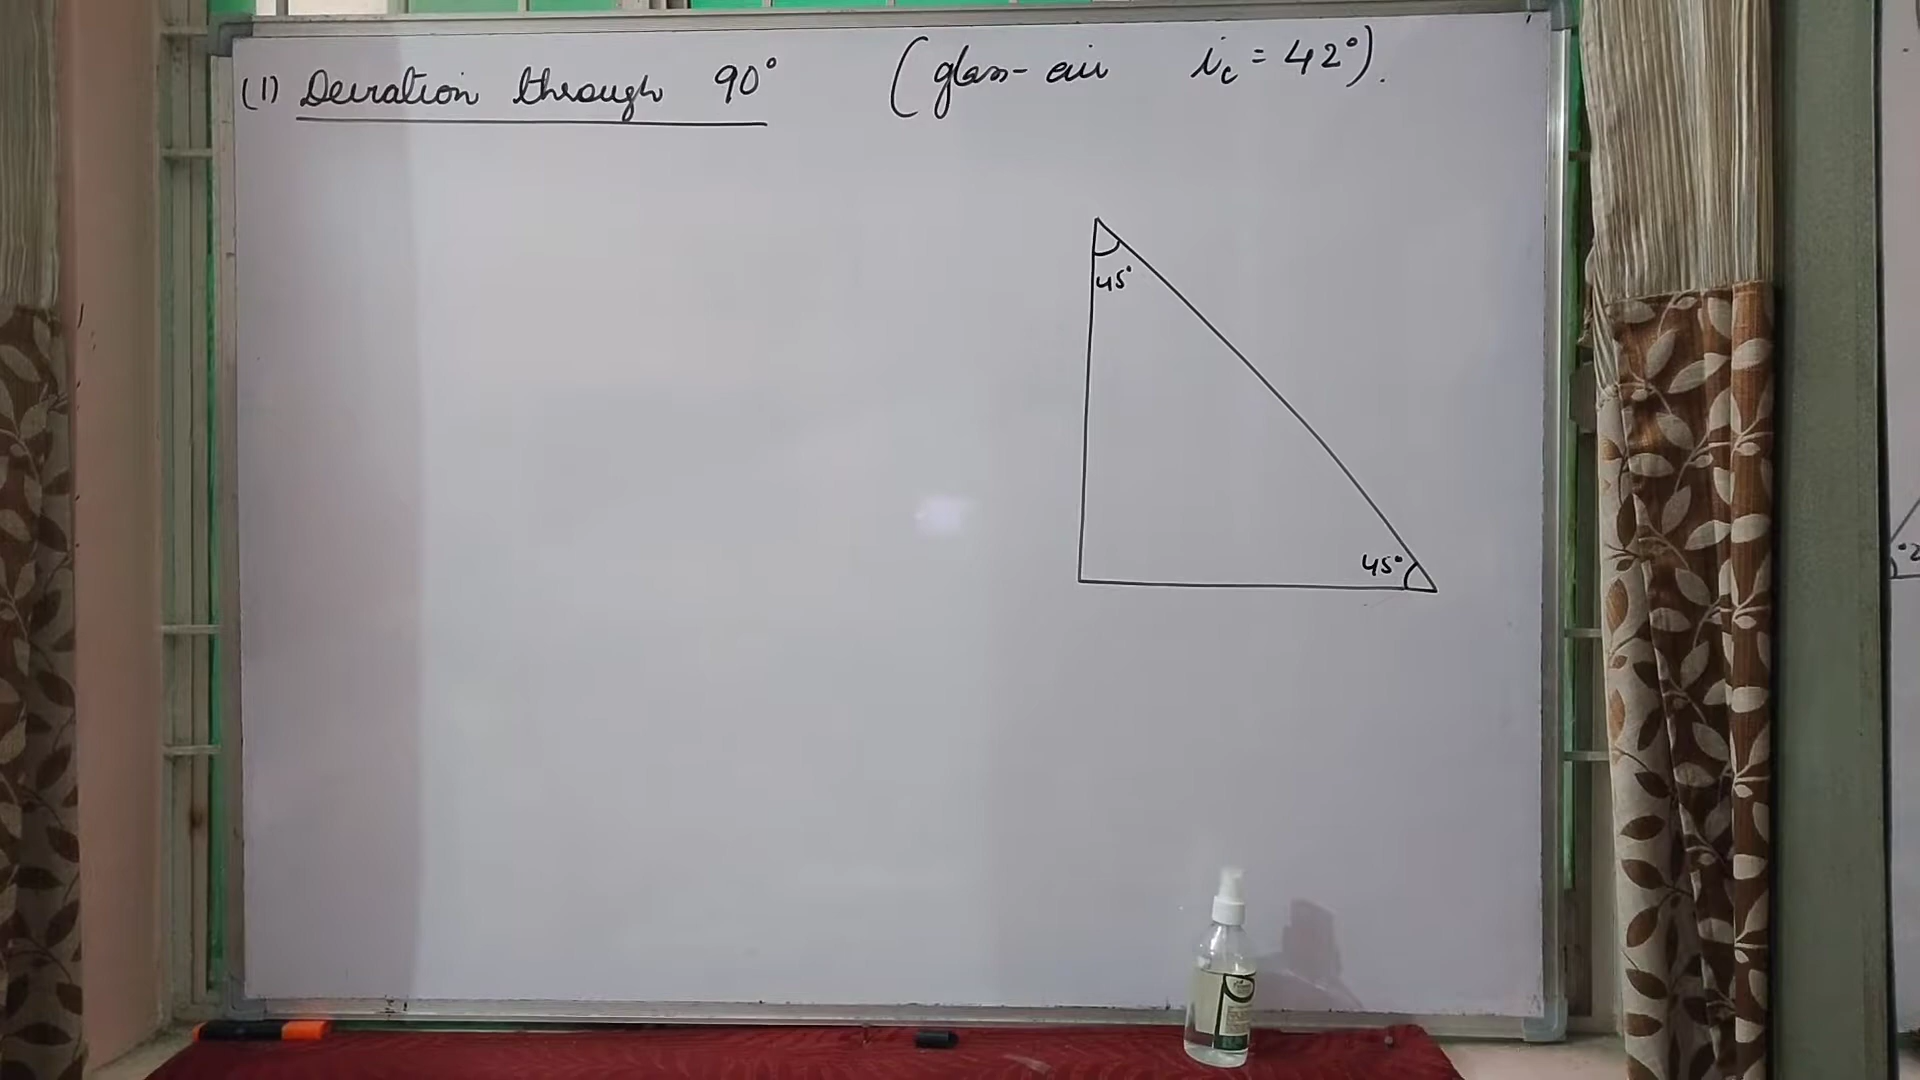 (1) Deviation through 90° (glass-air i_c = 42°).
45°
45°